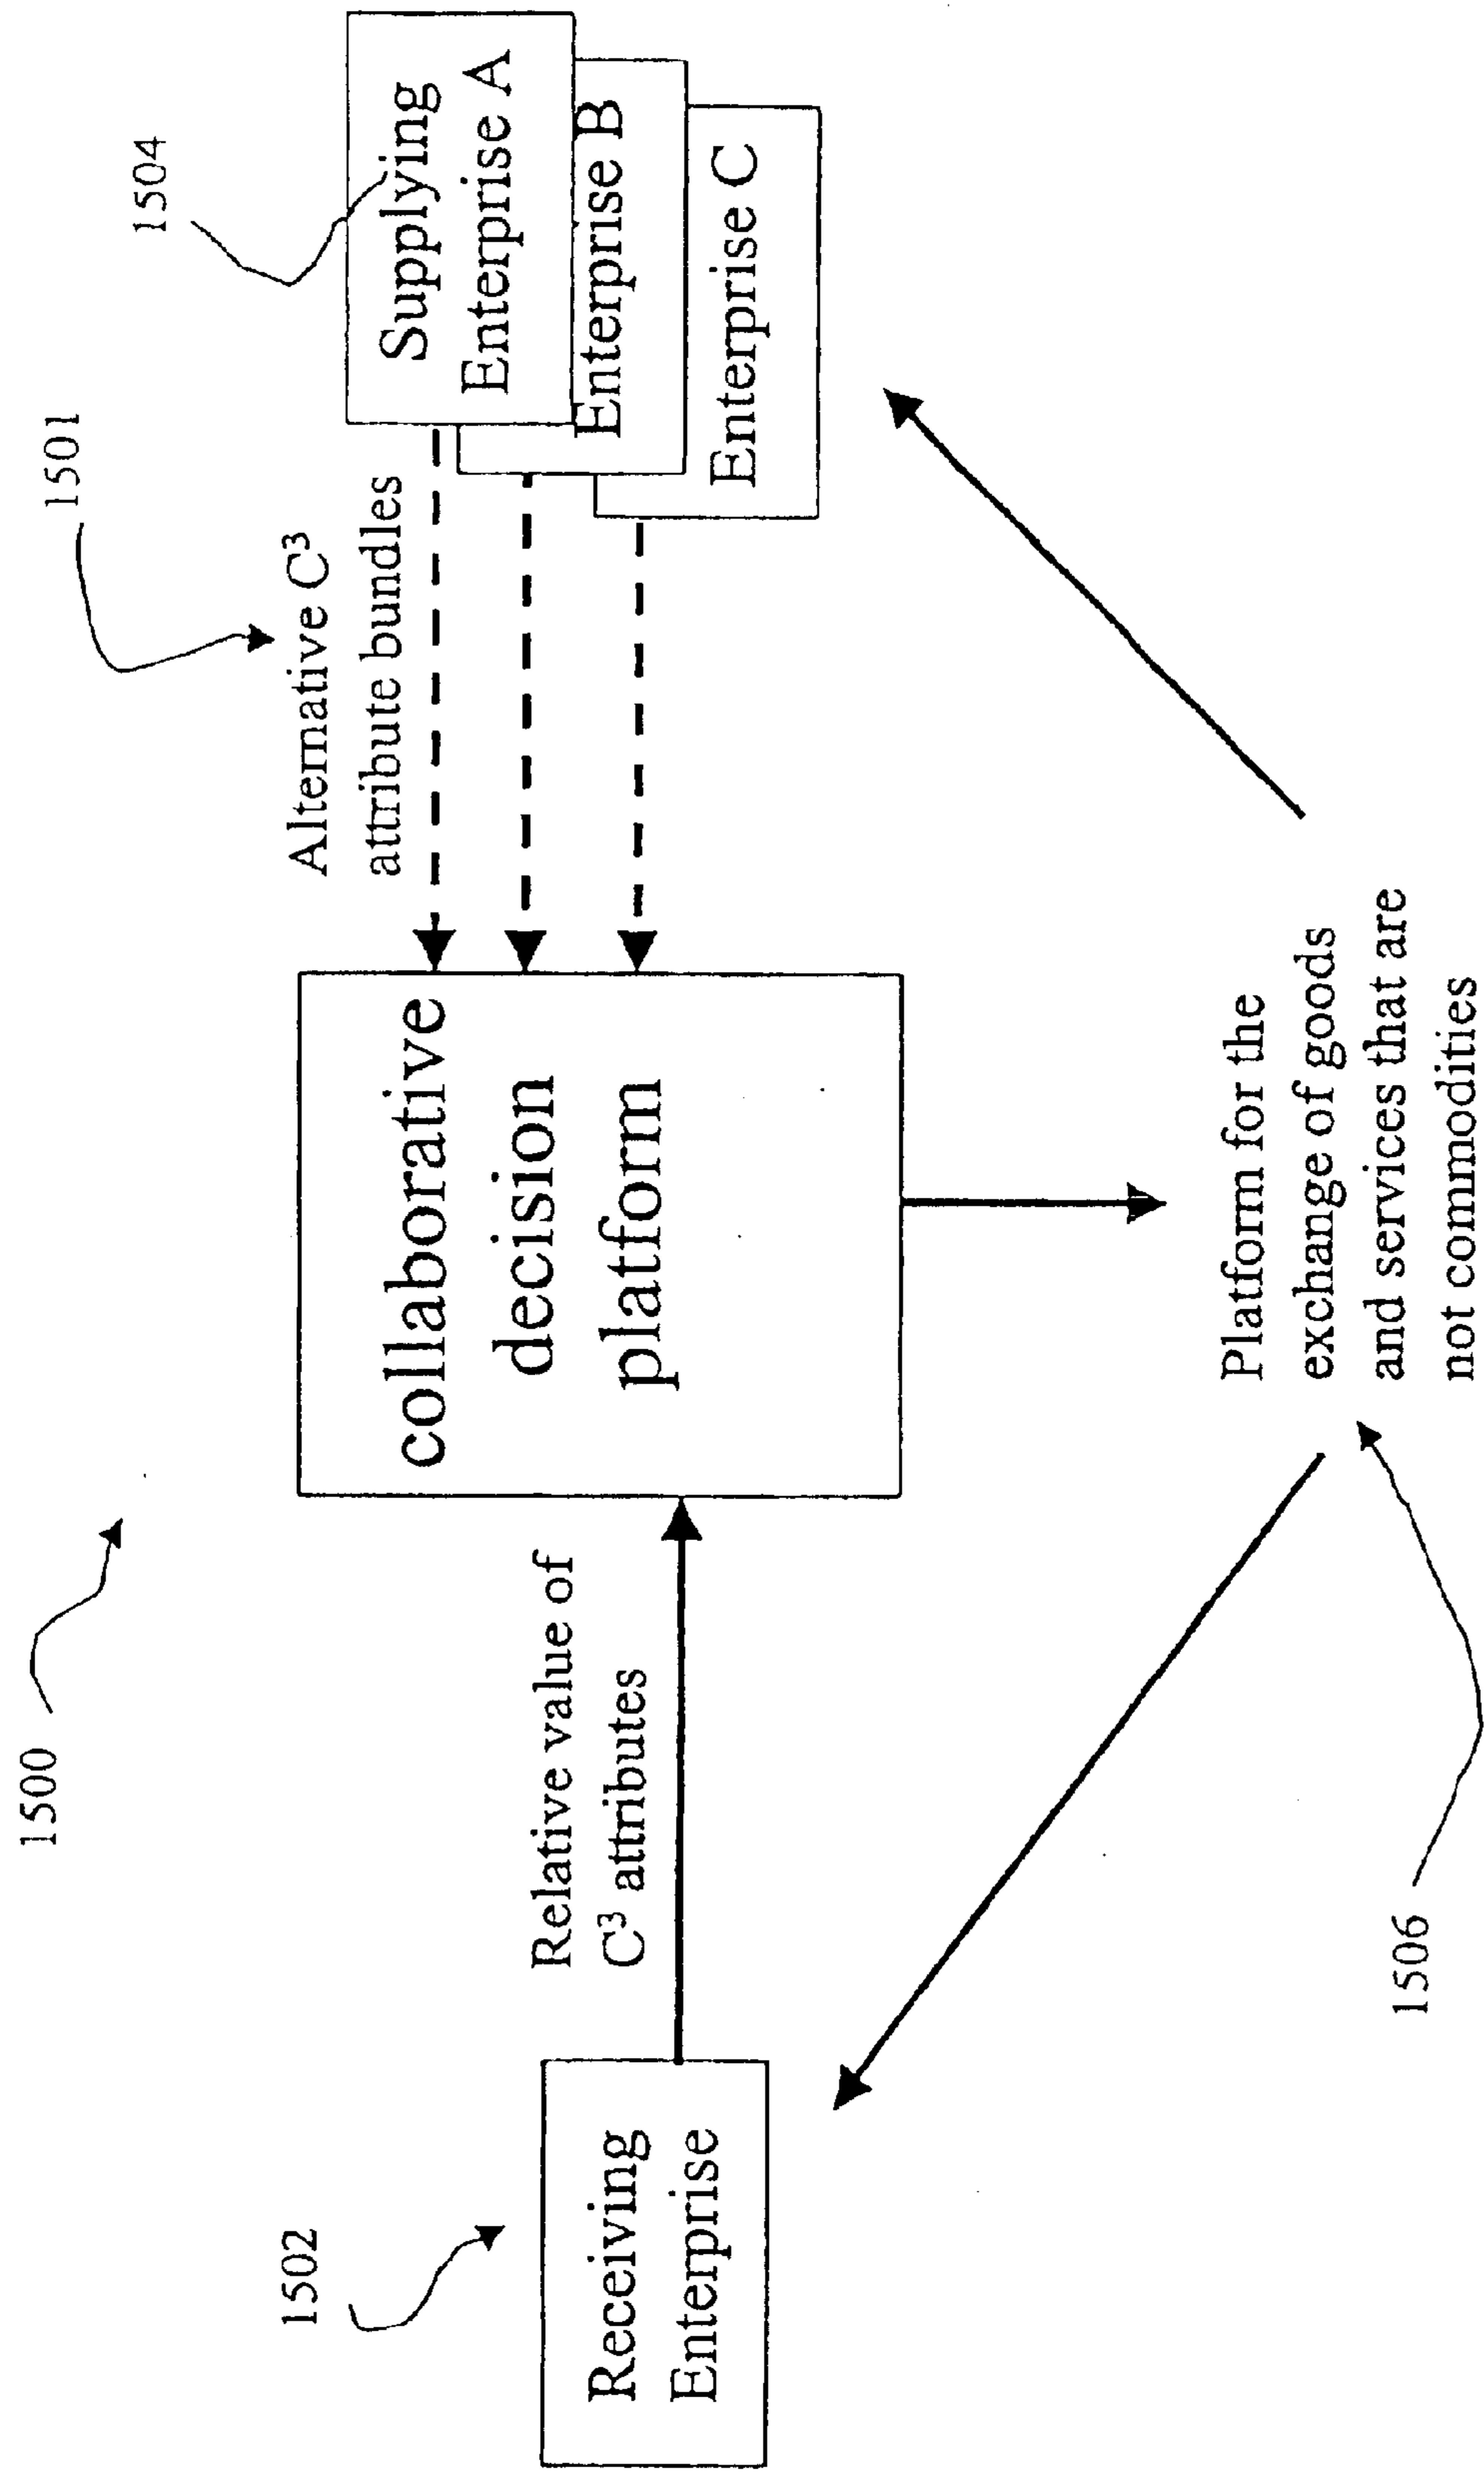 1500
1502
Receiving
Enterprise
Relative value of
C³ attributes
collaborative
decision
platform
1501
Alternative C³
attribute bundles
1504
Supplying
Enterprise A
Enterprise B
Enterprise C
Platform for the
exchange of goods
and services that are
not commodities
1506